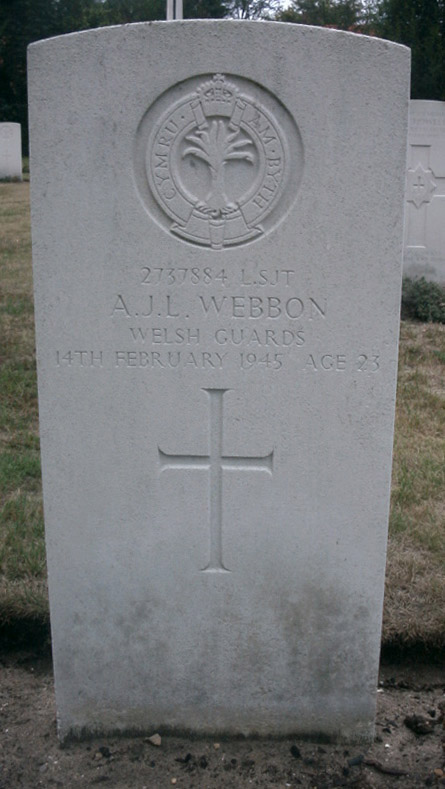 CYMRU AM BYTH
2737884 L.SJT
A.J.L. WEBBON
WELSH GUARDS
14TH FEBRUARY 1945 AGE 23